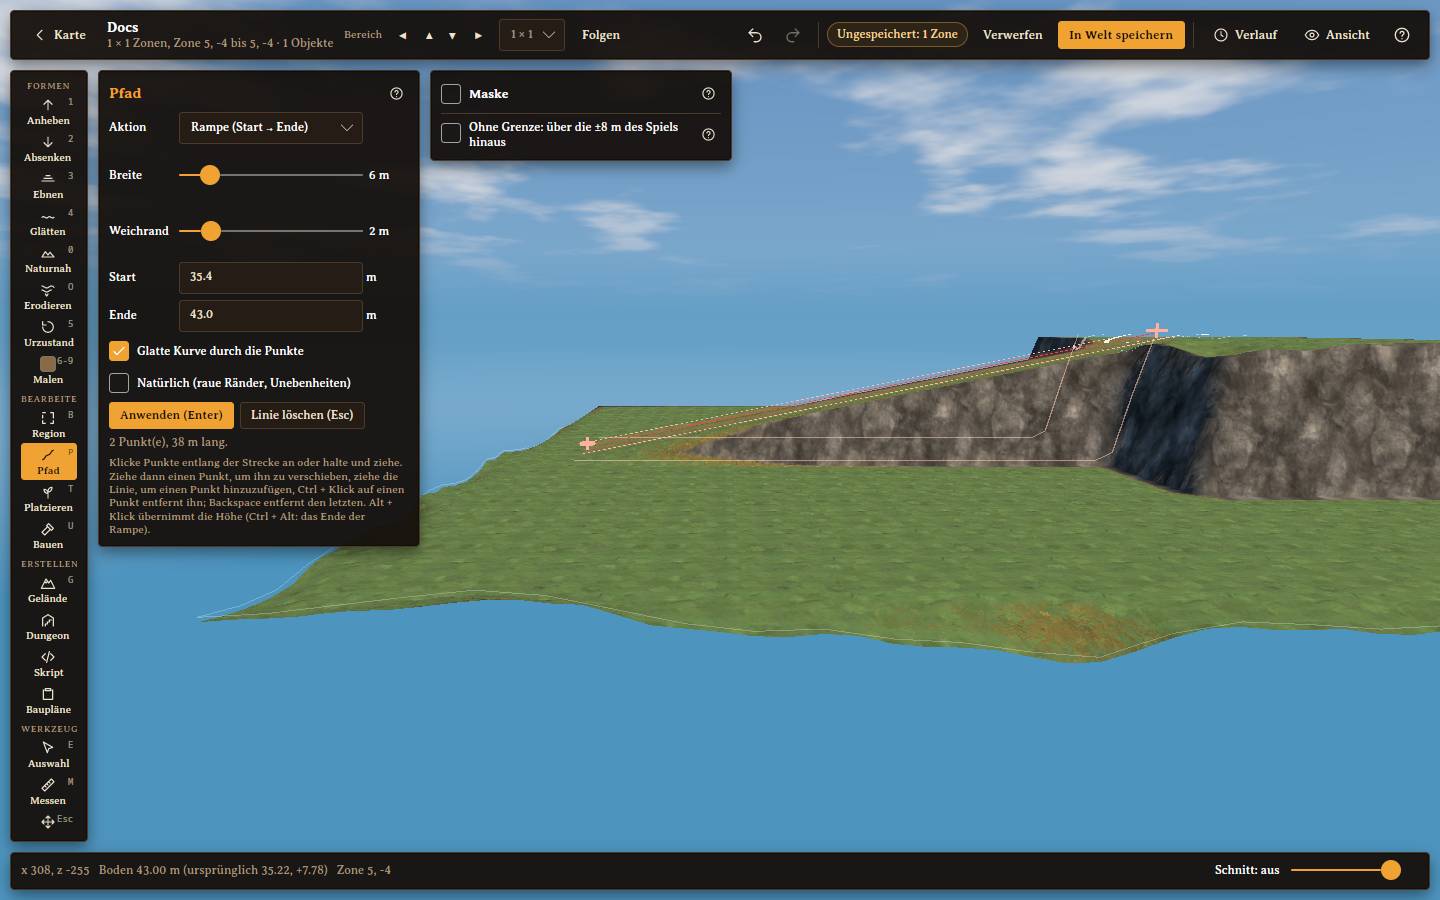 Karte
Docs
1 × 1 Zonen, Zone 5, -4 bis 5, -4 · 1 Objekte
Bereich
1 × 1
Folgen
Ungespeichert: 1 Zone
Verwerfen
In Welt speichern
Verlauf
Ansicht
FORMEN
1
Anheben
2
Absenken
3
Ebnen
4
Glätten
0
Naturnah
O
Erodieren
5
Urzustand
6-9
Malen
BEARBEITE
B
Region
P
Pfad
T
Platzieren
U
Bauen
ERSTELLEN
G
Gelände
Dungeon
Skript
Baupläne
WERKZEUG
E
Auswahl
M
Messen
Esc
Pfad
Aktion
Rampe (Start → Ende)
Breite
6 m
Weichrand
2 m
Start
35.4
m
Ende
43.0
m
Glatte Kurve durch die Punkte
Natürlich (raue Ränder, Unebenheiten)
Anwenden (Enter)
Linie löschen (Esc)
2 Punkt(e), 38 m lang.
Klicke Punkte entlang der Strecke an oder halte und ziehe.
Ziehe dann einen Punkt, um ihn zu verschieben, ziehe die
Linie, um einen Punkt hinzuzufügen, Ctrl + Klick auf einen
Punkt entfernt ihn; Backspace entfernt den letzten. Alt +
Klick übernimmt die Höhe (Ctrl + Alt: das Ende der
Rampe).
Maske
Ohne Grenze: über die ±8 m des Spiels
hinaus
x 308, z -255 Boden 43.00 m (ursprünglich 35.22, +7.78) Zone 5, -4
Schnitt: aus